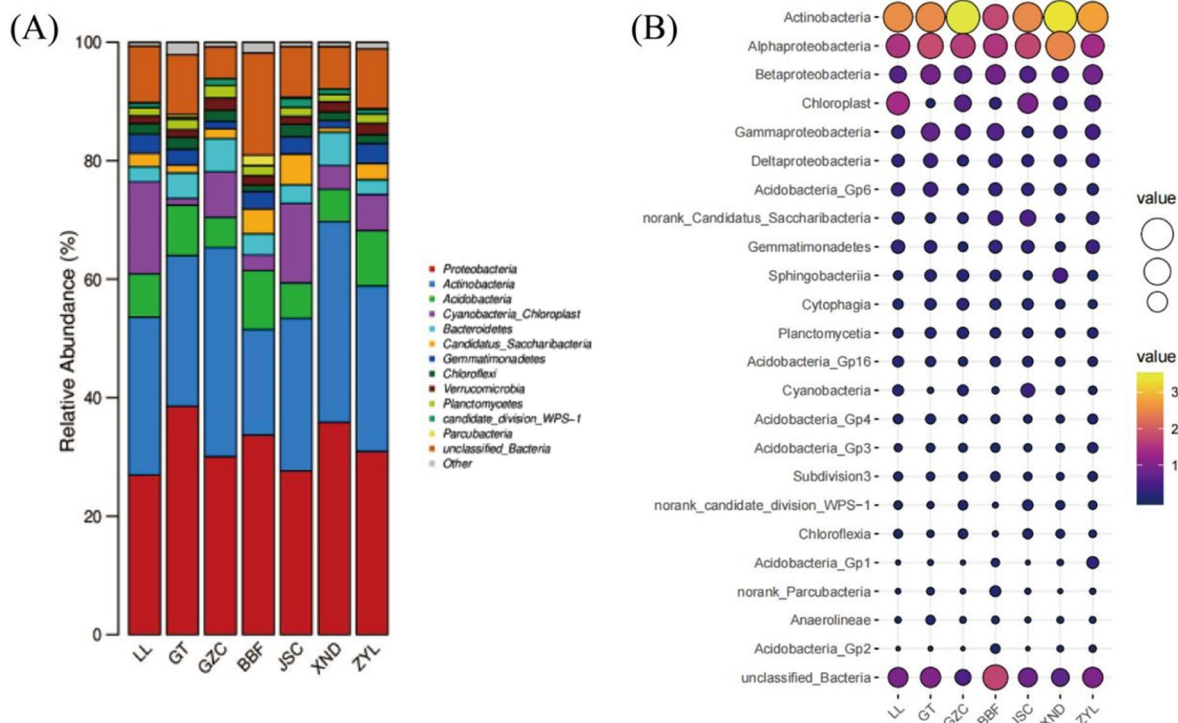 (A)
100
80
60
40
20
0
Relative Abundance (%)
LL
GT
GZC
BBF
JSC
XND
ZYL
Proteobacteria
Actinobacteria
Acidobacteria
Cyanobacteria_Chloroplast
Bacteroidetes
Candidatus_Saccharibacteria
Gemmatimonadetes
Chloroflexi
Verrucomicrobia
Planctomycetes
candidate_division_WPS-1
Parcubacteria
unclassified_Bacteria
Other
(B)
Actinobacteria
Alphaproteobacteria
Betaproteobacteria
Chloroplast
Gammaproteobacteria
Deltaproteobacteria
Acidobacteria_Gp6
norank_Candidatus_Saccharibacteria
Gemmatimonadetes
Sphingobacteriia
Cytophagia
Planctomycetia
Acidobacteria_Gp16
Cyanobacteria
Acidobacteria_Gp4
Acidobacteria_Gp3
Subdivision3
norank_candidate_division_WPS-1
Chloroflexia
Acidobacteria_Gp1
norank_Parcubacteria
Anaerolineae
Acidobacteria_Gp2
unclassified_Bacteria
LL
GT
GZC
BBF
JSC
XND
ZYL
value
value
3
2
1